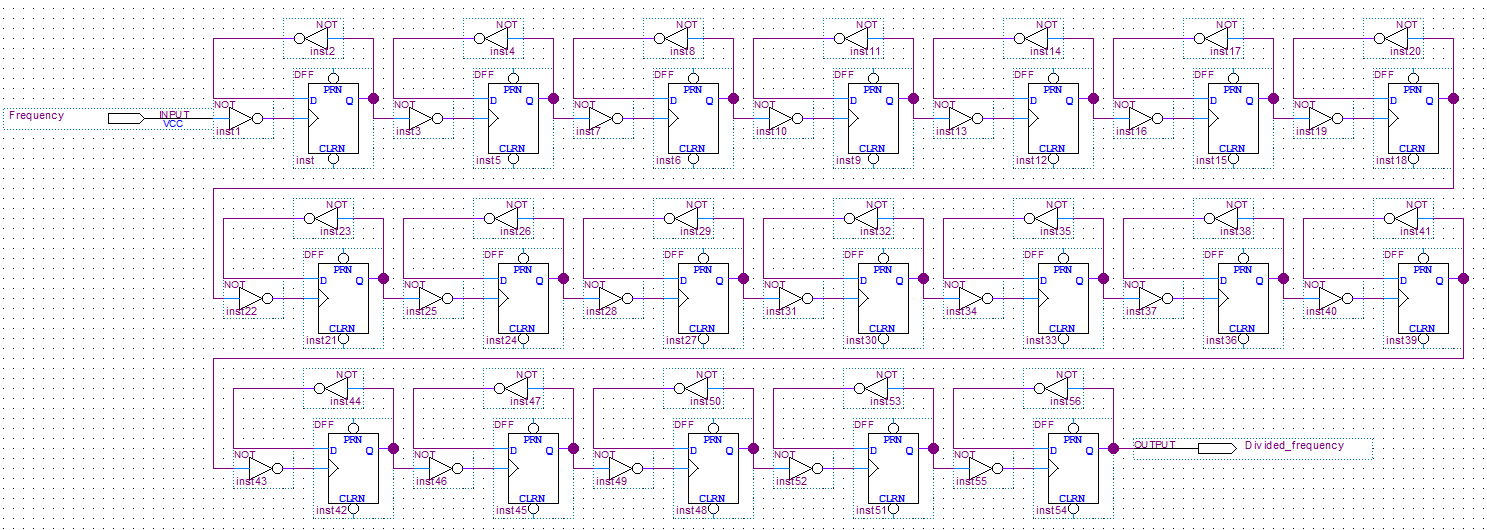 NOT NOT NOT NOT NOT NOT NOT
inst2 inst4 inst8 inst11 inst14 inst17 inst20
DFF DFF DFF DFF DFF DFF DFF
PRN PRN PRN PRN PRN PRN PRN
NOT D Q NOT D Q NOT D Q NOT D Q NOT D Q NOT D Q NOT D Q
Frequency INPUT
VCC
inst1 inst3 inst7 inst10 inst13 inst16 inst19
CLRN CLRN CLRN CLRN CLRN CLRN CLRN
inst inst5 inst6 inst9 inst12 inst15 inst18
NOT NOT NOT NOT NOT NOT NOT
inst23 inst26 inst29 inst32 inst35 inst38 inst41
DFF DFF DFF DFF DFF DFF DFF
PRN PRN PRN PRN PRN PRN PRN
NOT D Q NOT D Q NOT D Q NOT D Q NOT D Q NOT D Q NOT D Q
inst22 inst25 inst28 inst31 inst34 inst37 inst40
CLRN CLRN CLRN CLRN CLRN CLRN CLRN
inst21 inst24 inst27 inst30 inst33 inst36 inst39
NOT NOT NOT NOT NOT
inst44 inst47 inst50 inst53 inst56
DFF DFF DFF DFF DFF
PRN PRN PRN PRN PRN
OUTPUT Divided_frequency
NOT D Q NOT D Q NOT D Q NOT D Q NOT D Q
inst43 inst46 inst49 inst52 inst55
CLRN CLRN CLRN CLRN CLRN
inst42 inst45 inst48 inst51 inst54